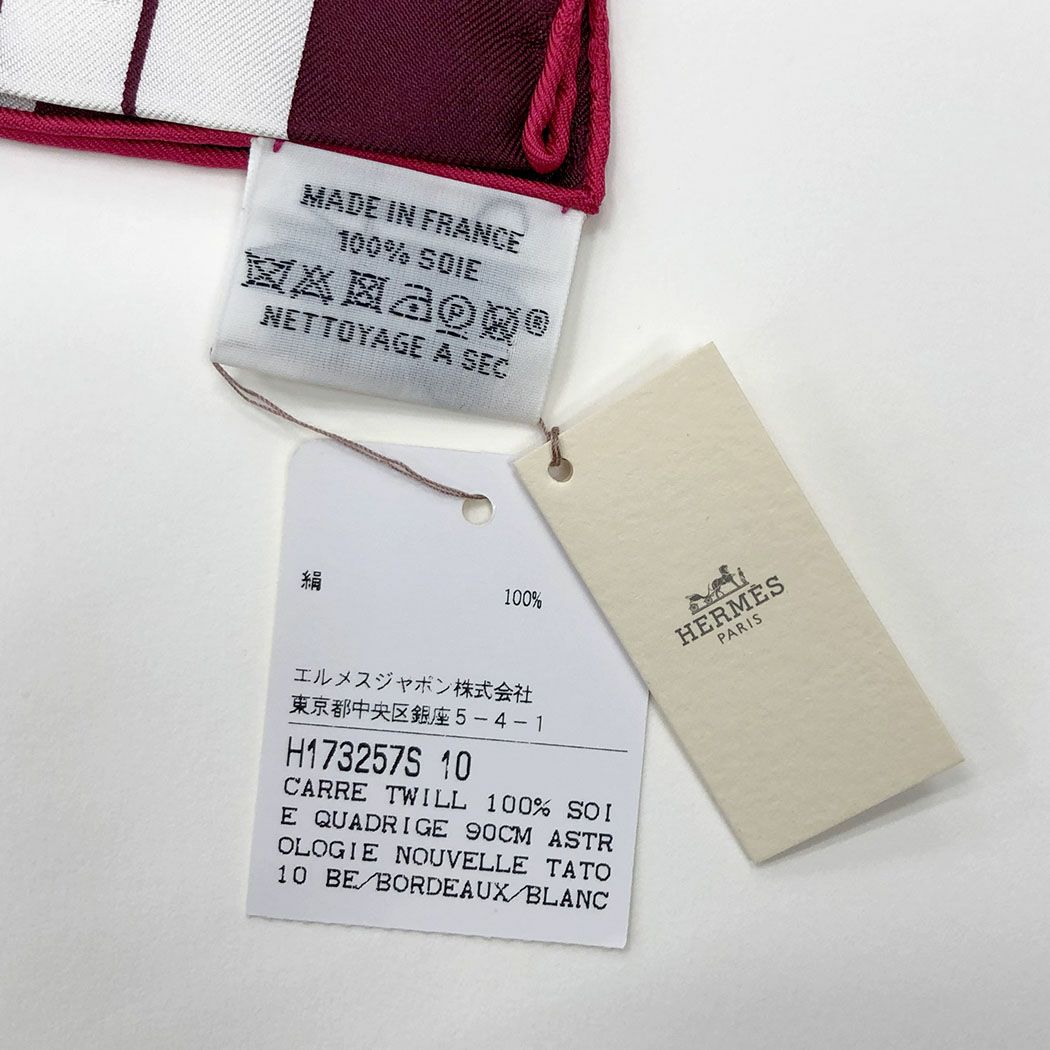 MADE IN FRANCE
100% SOIE
NETTOYAGE A SEC
HERMÈS
PARIS
絹 100%
エルメスジャポン株式会社
東京都中央区銀座5-4-1
H173257S 10
CARRE TWILL 100% SOI
E QUADRIGE 90CM ASTR
OLOGIE NOUVELLE TATO
10 BE/BORDEAUX/BLANC